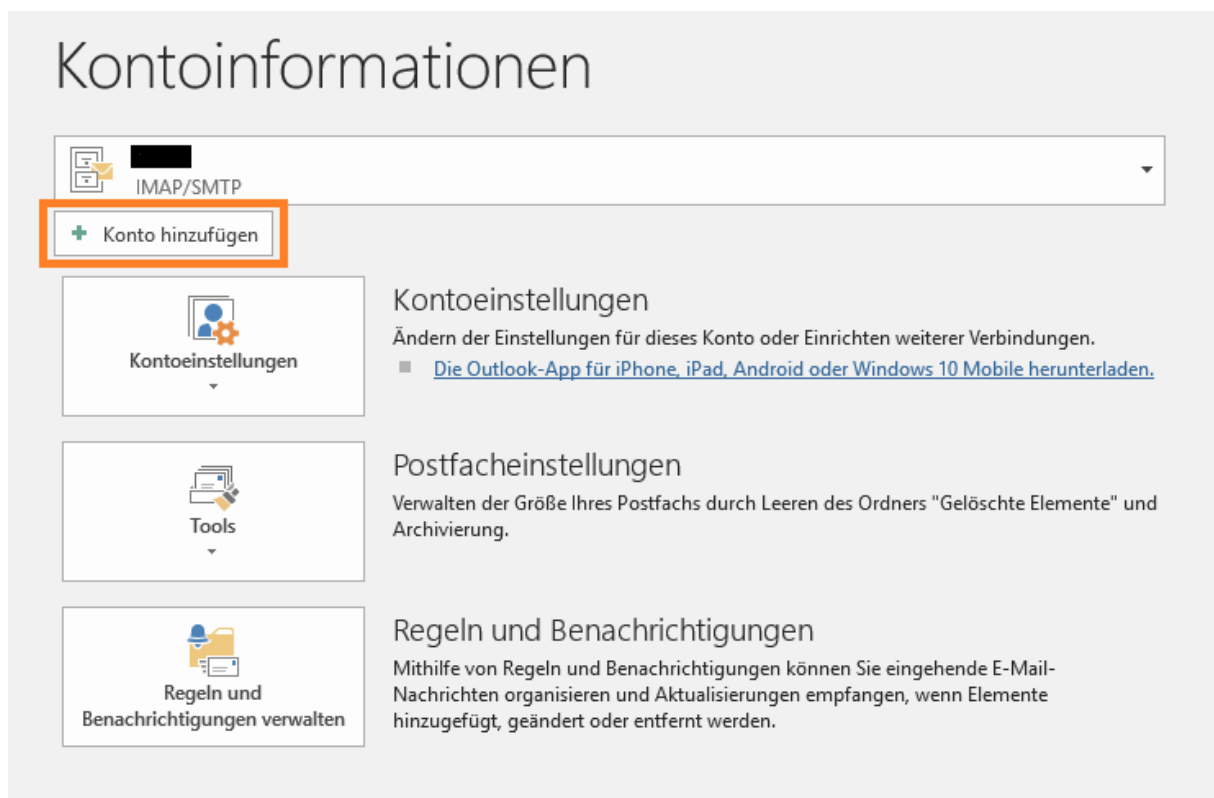 Kontoinformationen
IMAP/SMTP
Konto hinzufügen
Kontoeinstellungen
Kontoeinstellungen
Ändern der Einstellungen für dieses Konto oder Einrichten weiterer Verbindungen.
Die Outlook-App für iPhone, iPad, Android oder Windows 10 Mobile herunterladen.
Tools
Postfacheinstellungen
Verwalten der Größe Ihres Postfachs durch Leeren des Ordners "Gelöschte Elemente" und
Archivierung.
Regeln und
Benachrichtigungen verwalten
Regeln und Benachrichtigungen
Mithilfe von Regeln und Benachrichtigungen können Sie eingehende E-Mail-
Nachrichten organisieren und Aktualisierungen empfangen, wenn Elemente
hinzugefügt, geändert oder entfernt werden.